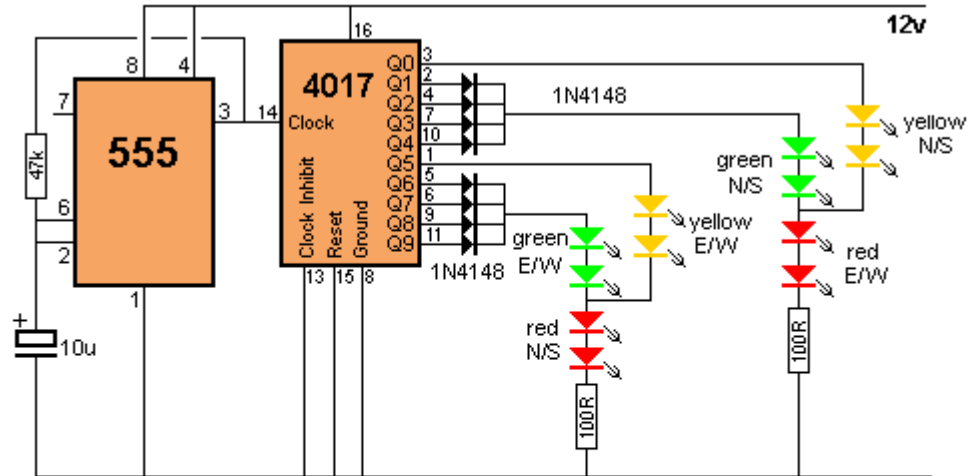 12v
16
8
4
7
555
3
47k
6
2
1
10u
14
4017
Clock
Clock Inhibit
Reset
Ground
13
15
8
Q0
Q1
Q2
Q3
Q4
Q5
Q6
Q7
Q8
Q9
3
2
4
7
10
1
5
6
9
11
1N4148
1N4148
green
E/W
yellow
E/W
red
N/S
100R
green
N/S
yellow
N/S
red
E/W
100R
+